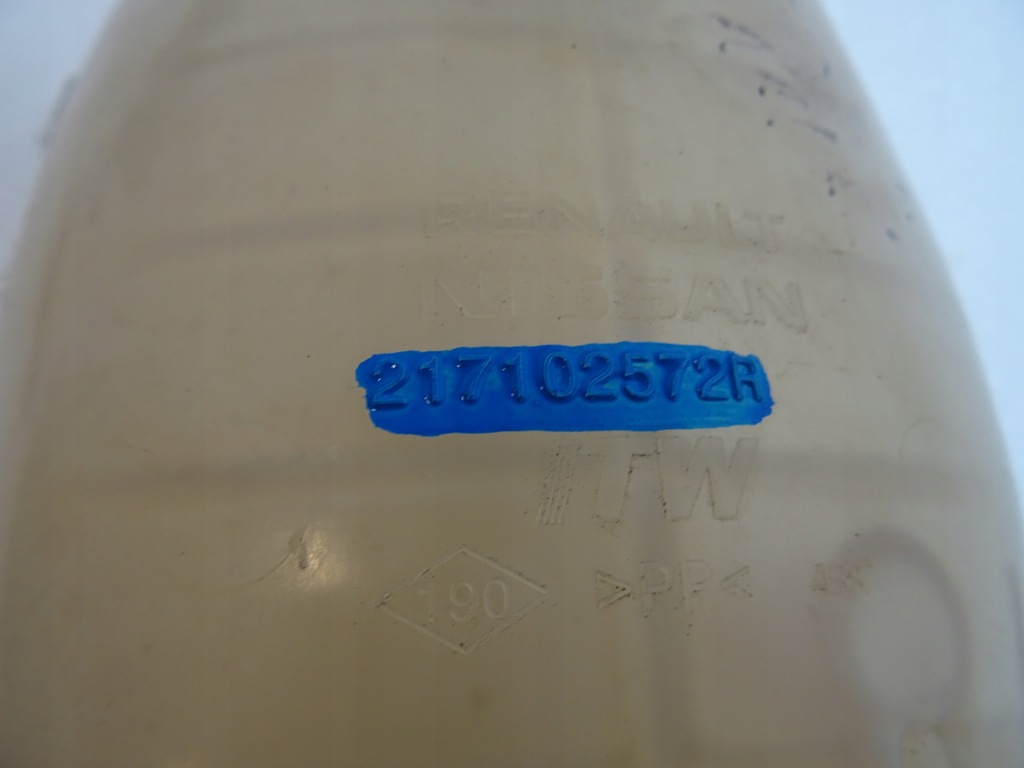 RENAULT
NISSAN
217102572R
ITW
190 >PP<